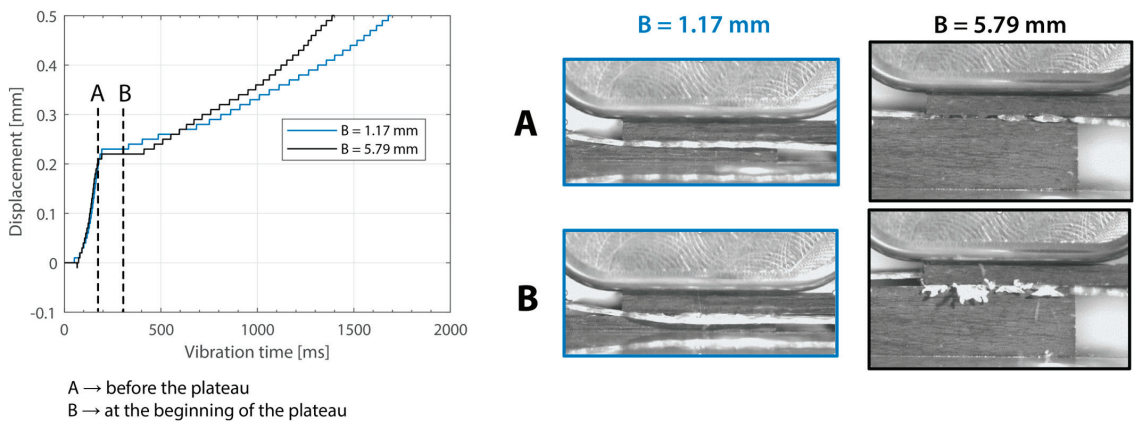 0.5
0.4
0.3
0.2
0.1
0
-0.1
Displacement [mm]
A B
B = 1.17 mm
B = 5.79 mm
0 500 1000 1500 2000
Vibration time [ms]
A → before the plateau
B → at the beginning of the plateau
B = 1.17 mm B = 5.79 mm
A
B